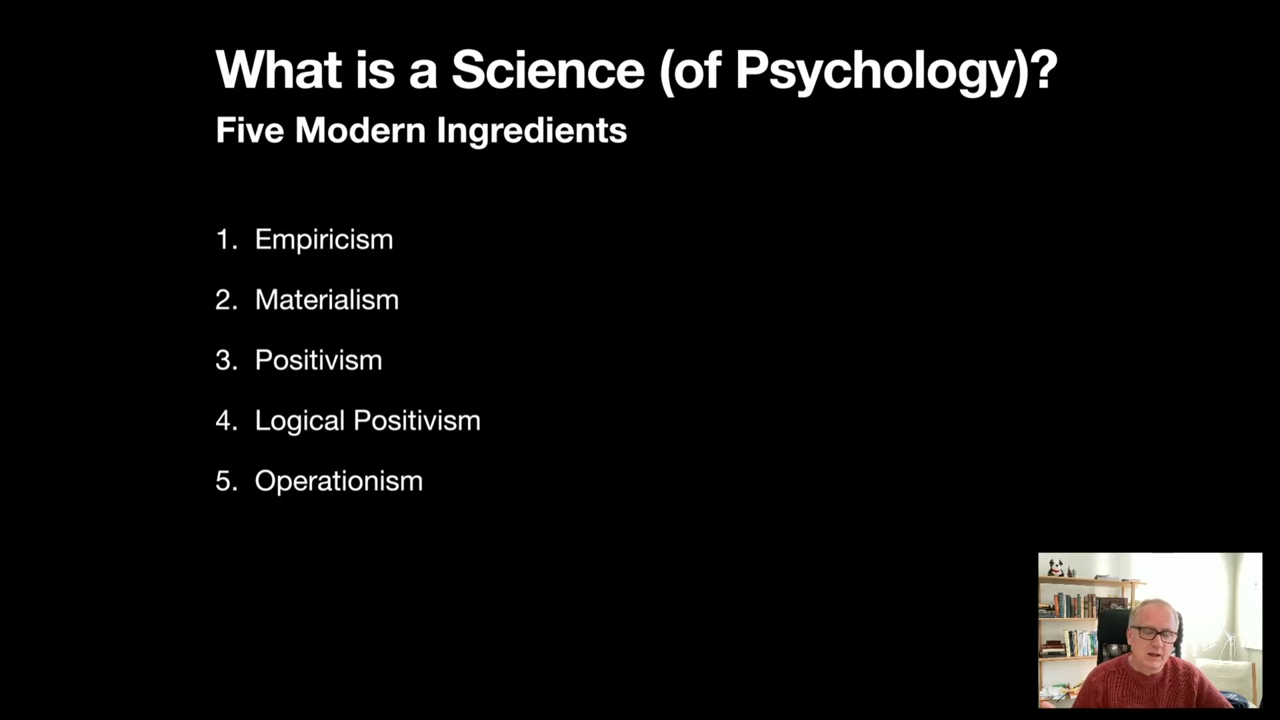 What is a Science (of Psychology)?
Five Modern Ingredients
1. Empiricism
2. Materialism
3. Positivism
4. Logical Positivism
5. Operationism